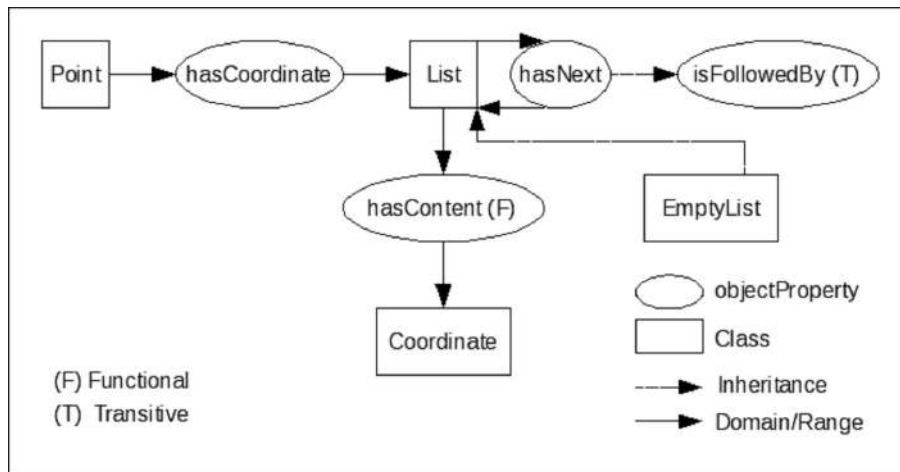 Point
hasCoordinate
List
hasNext
isFollowedBy (T)
hasContent (F)
EmptyList
Coordinate
objectProperty
Class
Inheritance
Domain/Range
(F) Functional
(T) Transitive